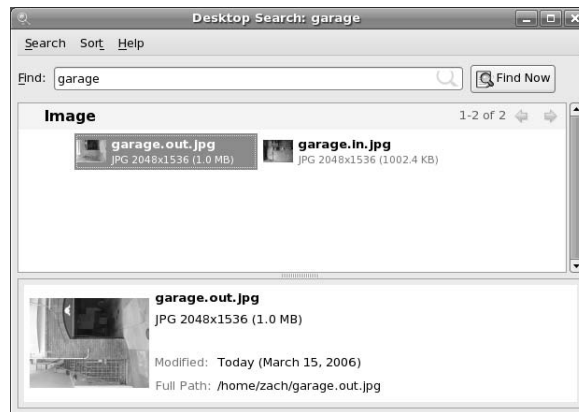 Desktop Search: garage
Search Sort Help
Find: garage Find Now
Image 1-2 of 2
garage.out.jpg garage.in.jpg
JPG 2048x1536 (1.0 MB) JPG 2048x1536 (1002.4 KB)
garage.out.jpg
JPG 2048x1536 (1.0 MB)
Modified: Today (March 15, 2006)
Full Path: /home/zach/garage.out.jpg